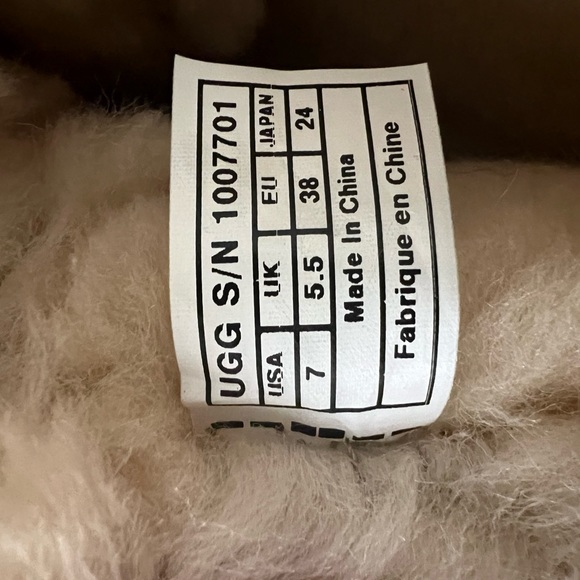 UGG S/N 1007701
USA UK EU JAPAN
7 5.5 38 24
Made In China
Fabrique en Chine